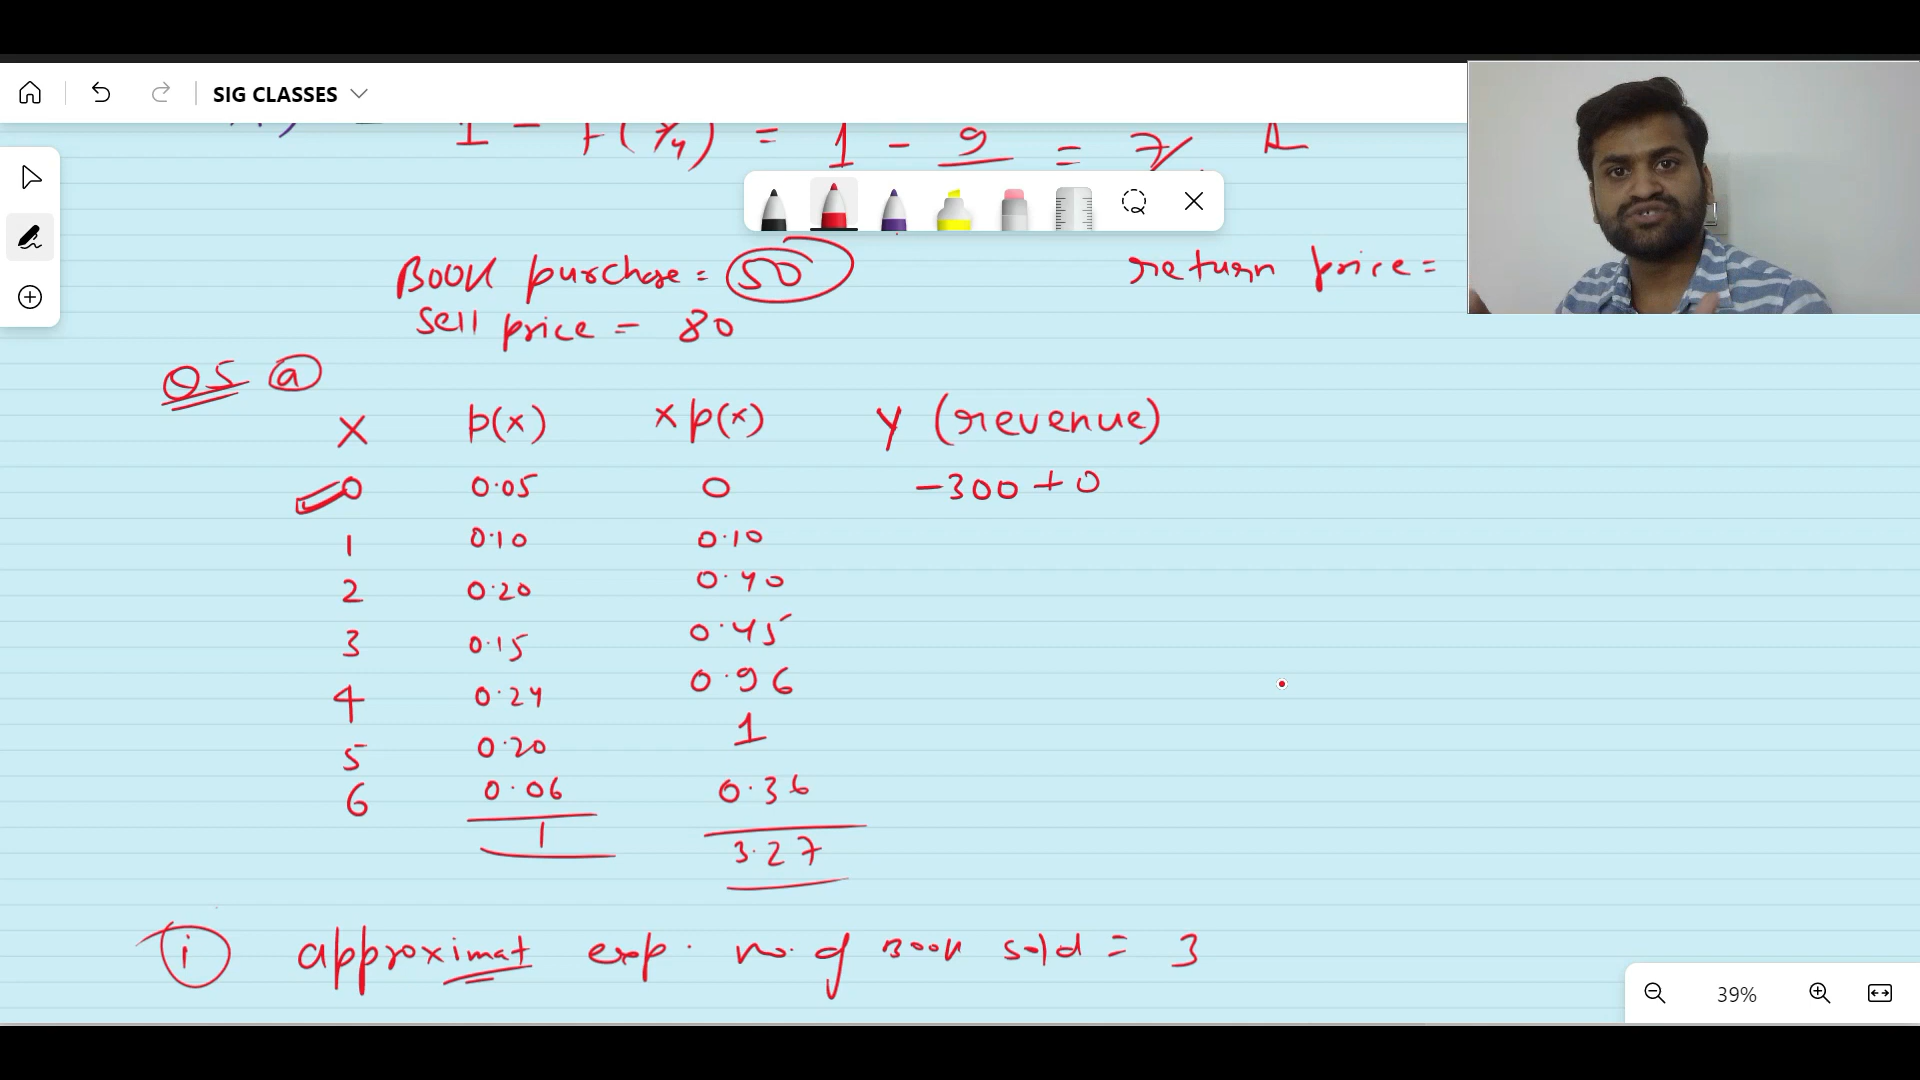 SIG CLASSES
1 - F(7/4) = 1 - 9 = 7/
Book purchase = 50
return price =
Sell price = 80
Q5 a
X p(x) x p(x) Y (revenue)
0 0.05 0 -300 + 0
1 0.10 0.10
2 0.20 0.40
3 0.15 0.45
4 0.24 0.96
5 0.20 1
6 0.06 0.36
1 3.27
i approximat exp. no. of Book sold = 3
39%